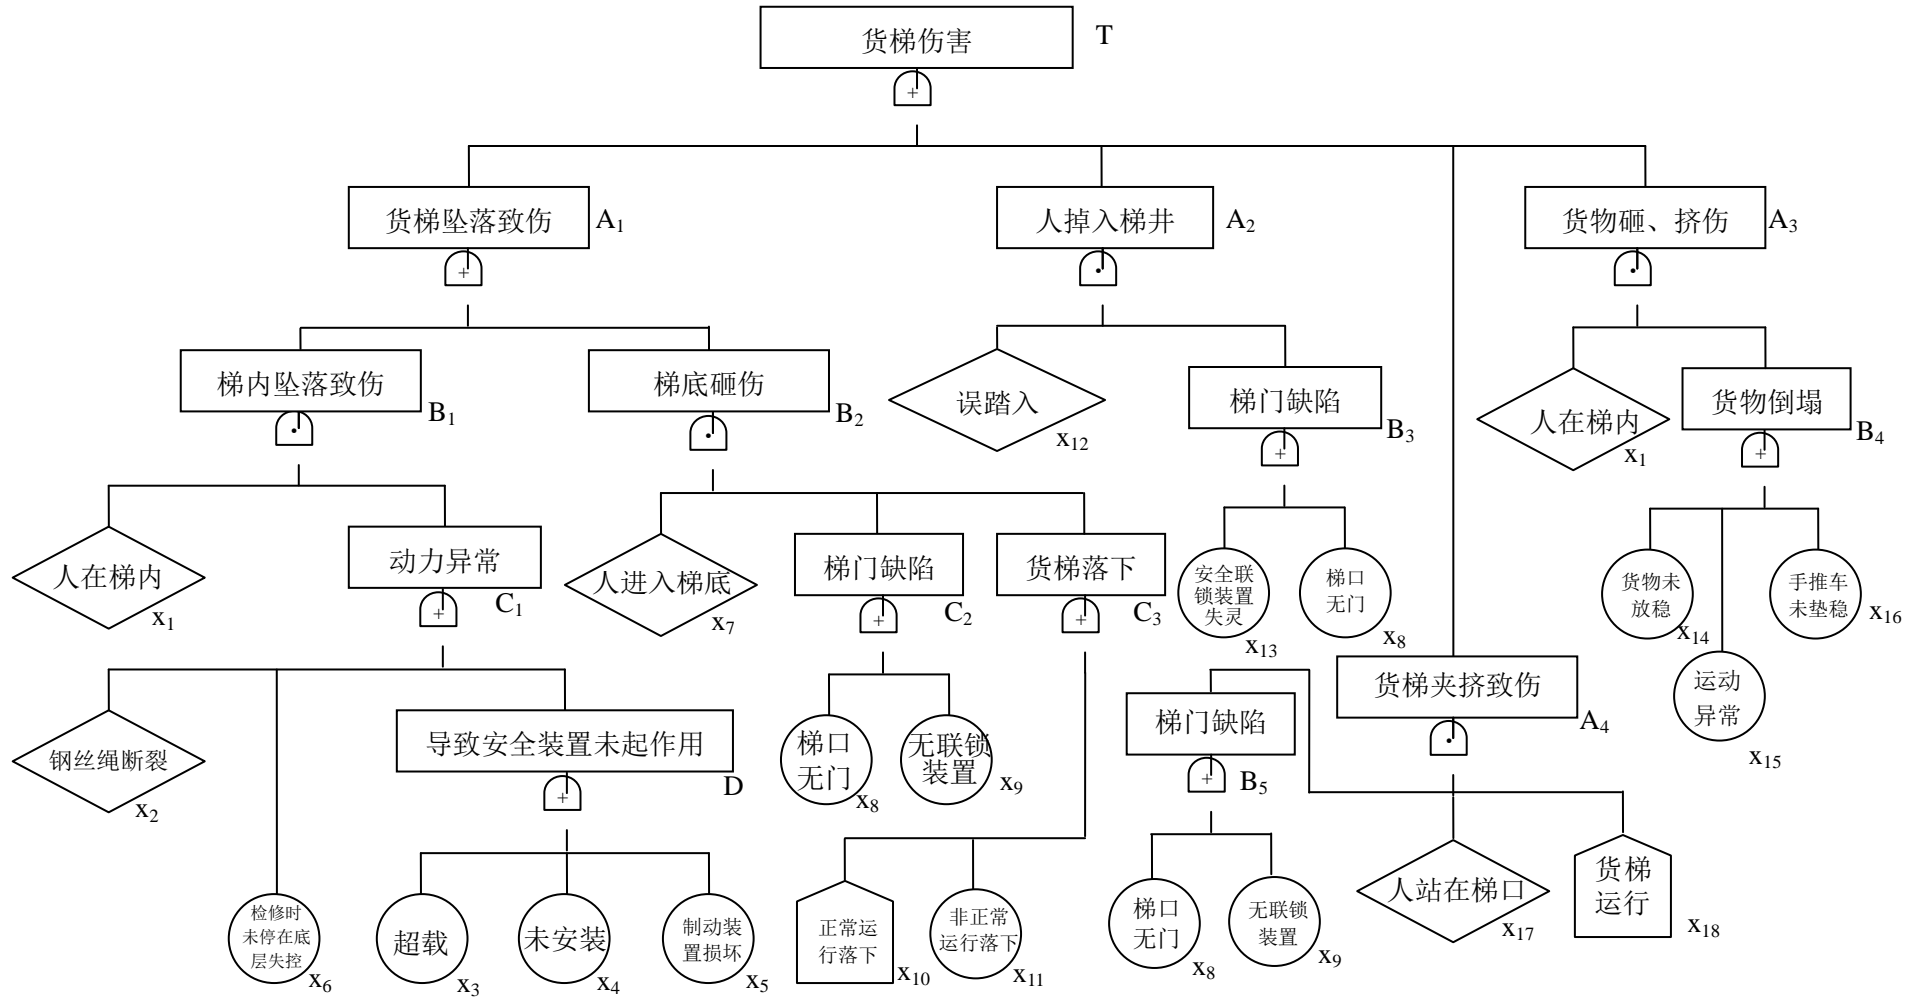 货梯伤害
T
+
货梯坠落致伤
A1
+
人掉入梯井
A2
货物砸、挤伤
A3
梯内坠落致伤
B1
梯底砸伤
B2
误踏入
x12
梯门缺陷
B3
+
人在梯内
x1
货物倒塌
B4
+
人在梯内
x1
动力异常
C1
+
人进入梯底
x7
梯门缺陷
C2
+
货梯落下
C3
+
安全联
锁装置
失灵
x13
梯口
无门
x8
货物未
放稳
x14
运动
异常
x15
手推车
未垫稳
x16
钢丝绳断裂
x2
导致安全装置未起作用
D
+
梯口
无门
x8
无联锁
装置
x9
梯门缺陷
B5
+
货梯夹挤致伤
A4
检修时
未停在底
层失控
x6
超载
x3
未安装
x4
制动装
置损坏
x5
正常运
行落下
x10
非正常
运行落下
x11
梯口
无门
x8
无联锁
装置
x9
人站在梯口
x17
货梯
运行
x18